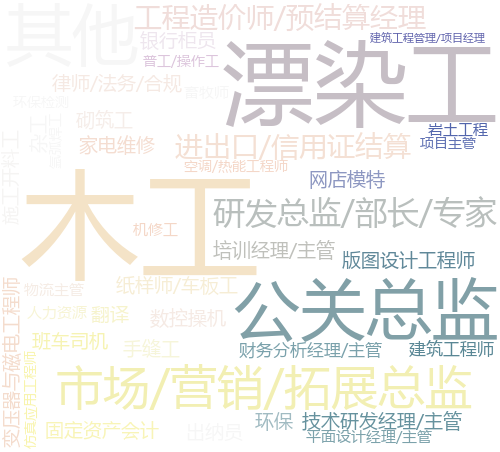 其他
工程造价师/预结算经理
银行柜员
建筑工程管理/项目经理
普工/操作工
漂染工
律师/法务/合规
畜牧师
环保检测
砌筑工
岩土工程
家电维修
进出口/信用证结算
项目主管
空调/热能工程师
木工
网店模特
研发总监/部长/专家
机修工
培训经理/主管
版图设计工程师
变压器与磁电工程师
物流主管
纸样师/车板工
公关总监
人力资源
翻译
数控操机
班车司机
手缝工
财务分析经理/主管
建筑工程师
仿真应用工程师
市场/营销/拓展总监
固定资产会计
出纳员
环保
技术研发经理/主管
平面设计经理/主管